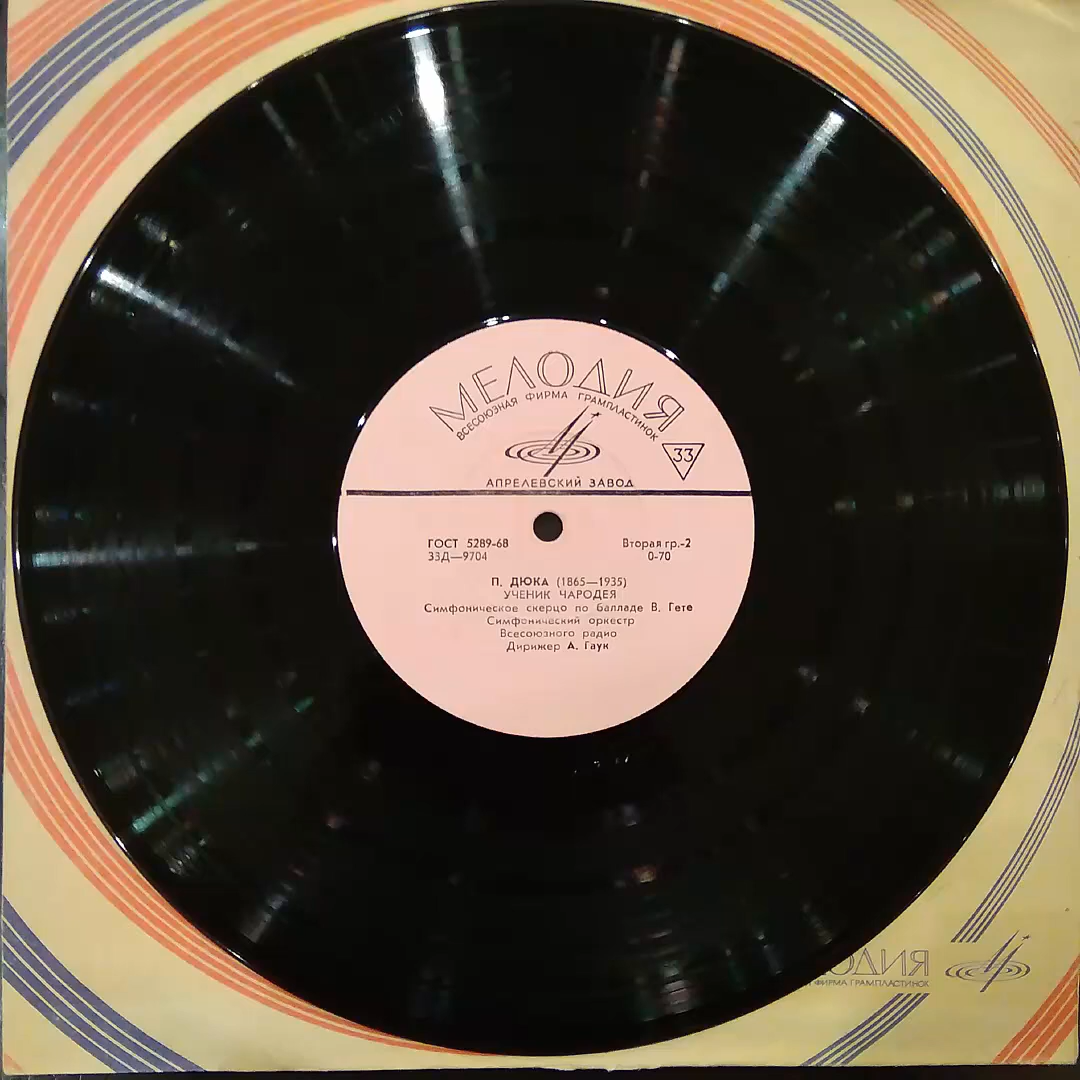 МЕЛОДИЯ
ВСЕСОЮЗНАЯ ФИРМА ГРАМПЛАСТИНОК
33
АПРЕЛЕВСКИЙ ЗАВОД
ГОСТ 5289-68 Вторая гр.-2
33Д—9704 0-70
П. ДЮКА (1865—1935)
УЧЕНИК ЧАРОДЕЯ
Симфоническое скерцо по балладе В. Гете
Симфонический оркестр
Всесоюзного радио
Дирижер А. Гаук
ОДИЯ
ФИРМА ГРАМПЛАСТИНОК